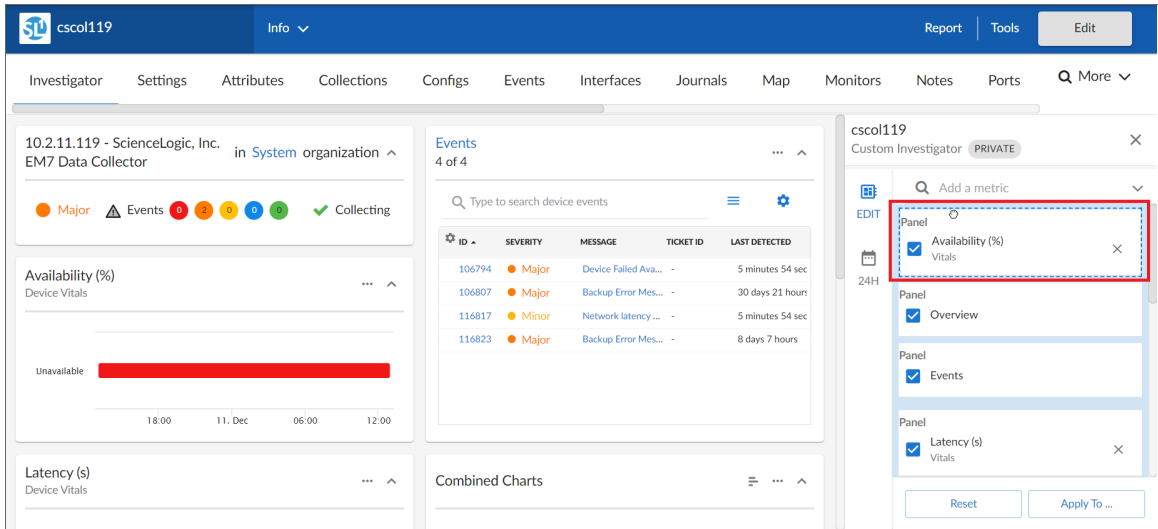 SL1 cscol119
Info
Report
Tools
Edit
Investigator
Settings
Attributes
Collections
Configs
Events
Interfaces
Journals
Map
Monitors
Notes
Ports
More
10.2.11.119 - ScienceLogic, Inc.
EM7 Data Collector
in System organization
Major
Events 0 2 0 0 0
Collecting
Availability (%)
Device Vitals
Unavailable
18:00 11. Dec 06:00 12:00
Latency (s)
Device Vitals
Events
4 of 4
Type to search device events
ID SEVERITY MESSAGE TICKET ID LAST DETECTED
106794 Major Device Failed Ava... - 5 minutes 54 sec
106807 Major Backup Error Mes... - 30 days 21 hours
116817 Minor Network latency ... - 5 minutes 54 sec
116823 Major Backup Error Mes... - 8 days 7 hours
Combined Charts
cscol119
Custom Investigator PRIVATE
EDIT
24H
Add a metric
Panel
Availability (%)
Vitals
Panel
Overview
Panel
Events
Panel
Latency (s)
Vitals
Reset
Apply To ...